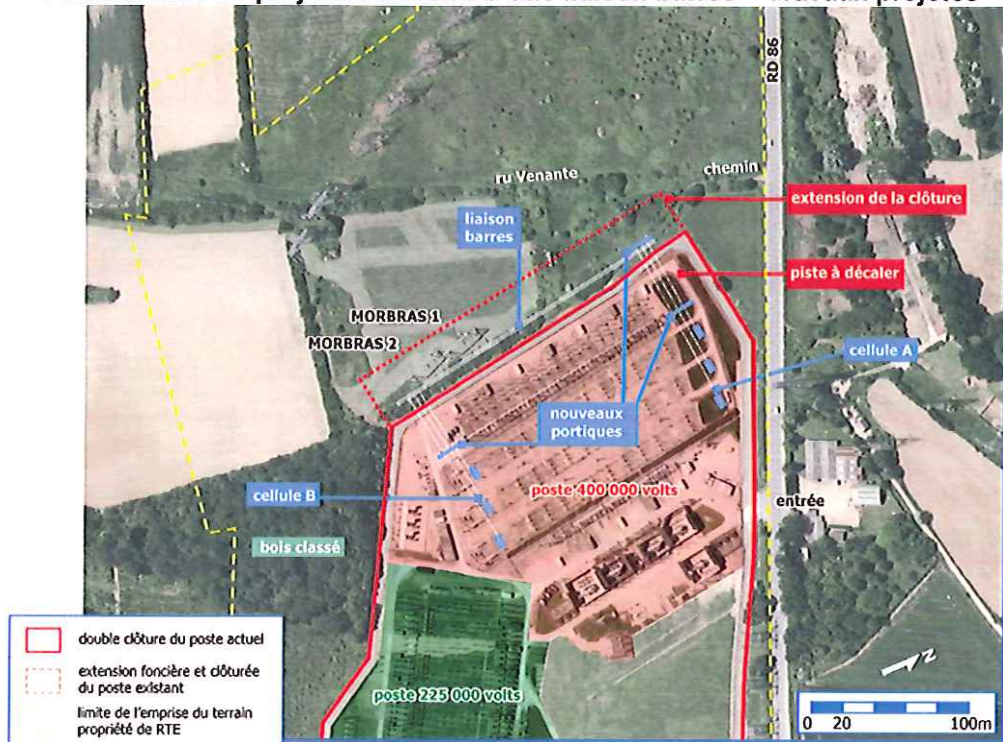 RD 86
ru Venante
chemin
extension de la clôture
liaison
barres
piste à décaler
MORBRAS 1
MORBRAS 2
cellule A
nouveaux
portiques
poste 400 000 volts
cellule B
entrée
bois classé
double clôture du poste actuel
extension foncière et clôturée
du poste existant
limite de l'emprise du terrain
propriété de RTE
poste 225 000 volts
N
0 20 100m